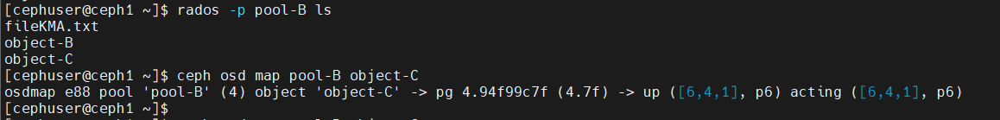 [cephuser@ceph1 ~]$ rados -p pool-B ls
fileKMA.txt
object-B
object-C
[cephuser@ceph1 ~]$ ceph osd map pool-B object-C
osdmap e88 pool 'pool-B' (4) object 'object-C' -> pg 4.94f99c7f (4.7f) -> up ([6,4,1], p6) acting ([6,4,1], p6)
[cephuser@ceph1 ~]$